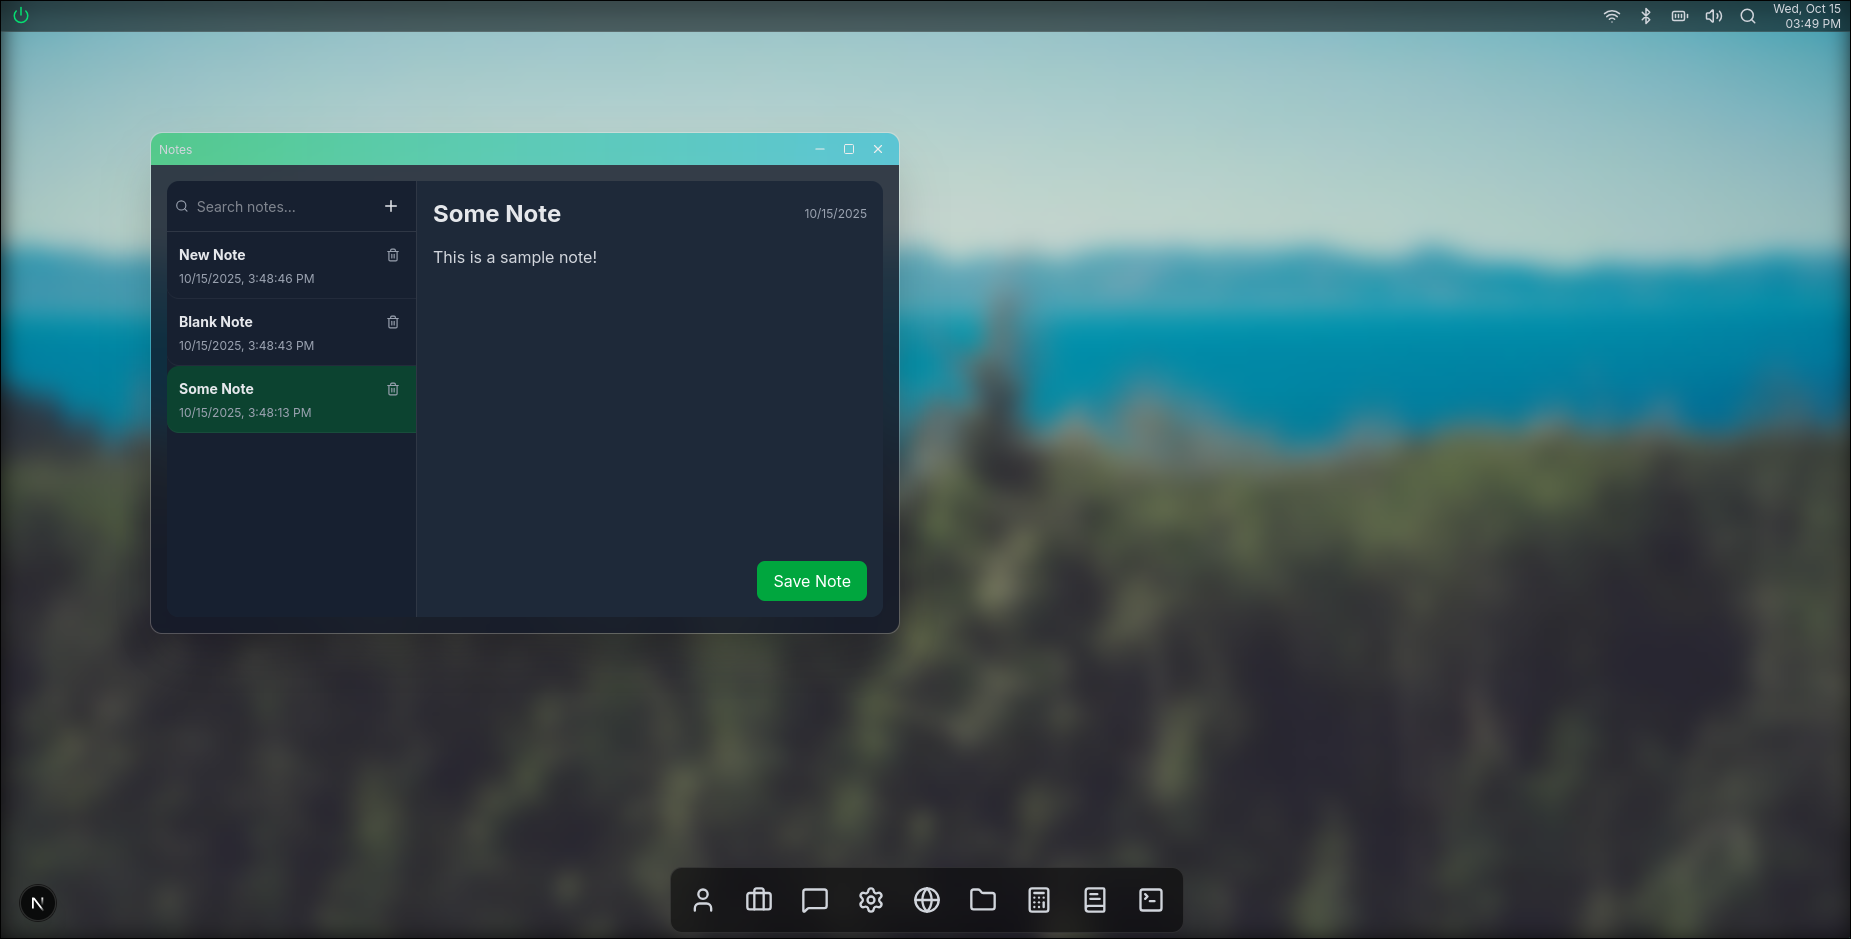 Wed, Oct 15
03:49 PM
Notes
Search notes...
New Note
10/15/2025, 3:48:46 PM
Blank Note
10/15/2025, 3:48:43 PM
Some Note
10/15/2025, 3:48:13 PM
Some Note
10/15/2025
This is a sample note!
Save Note
N